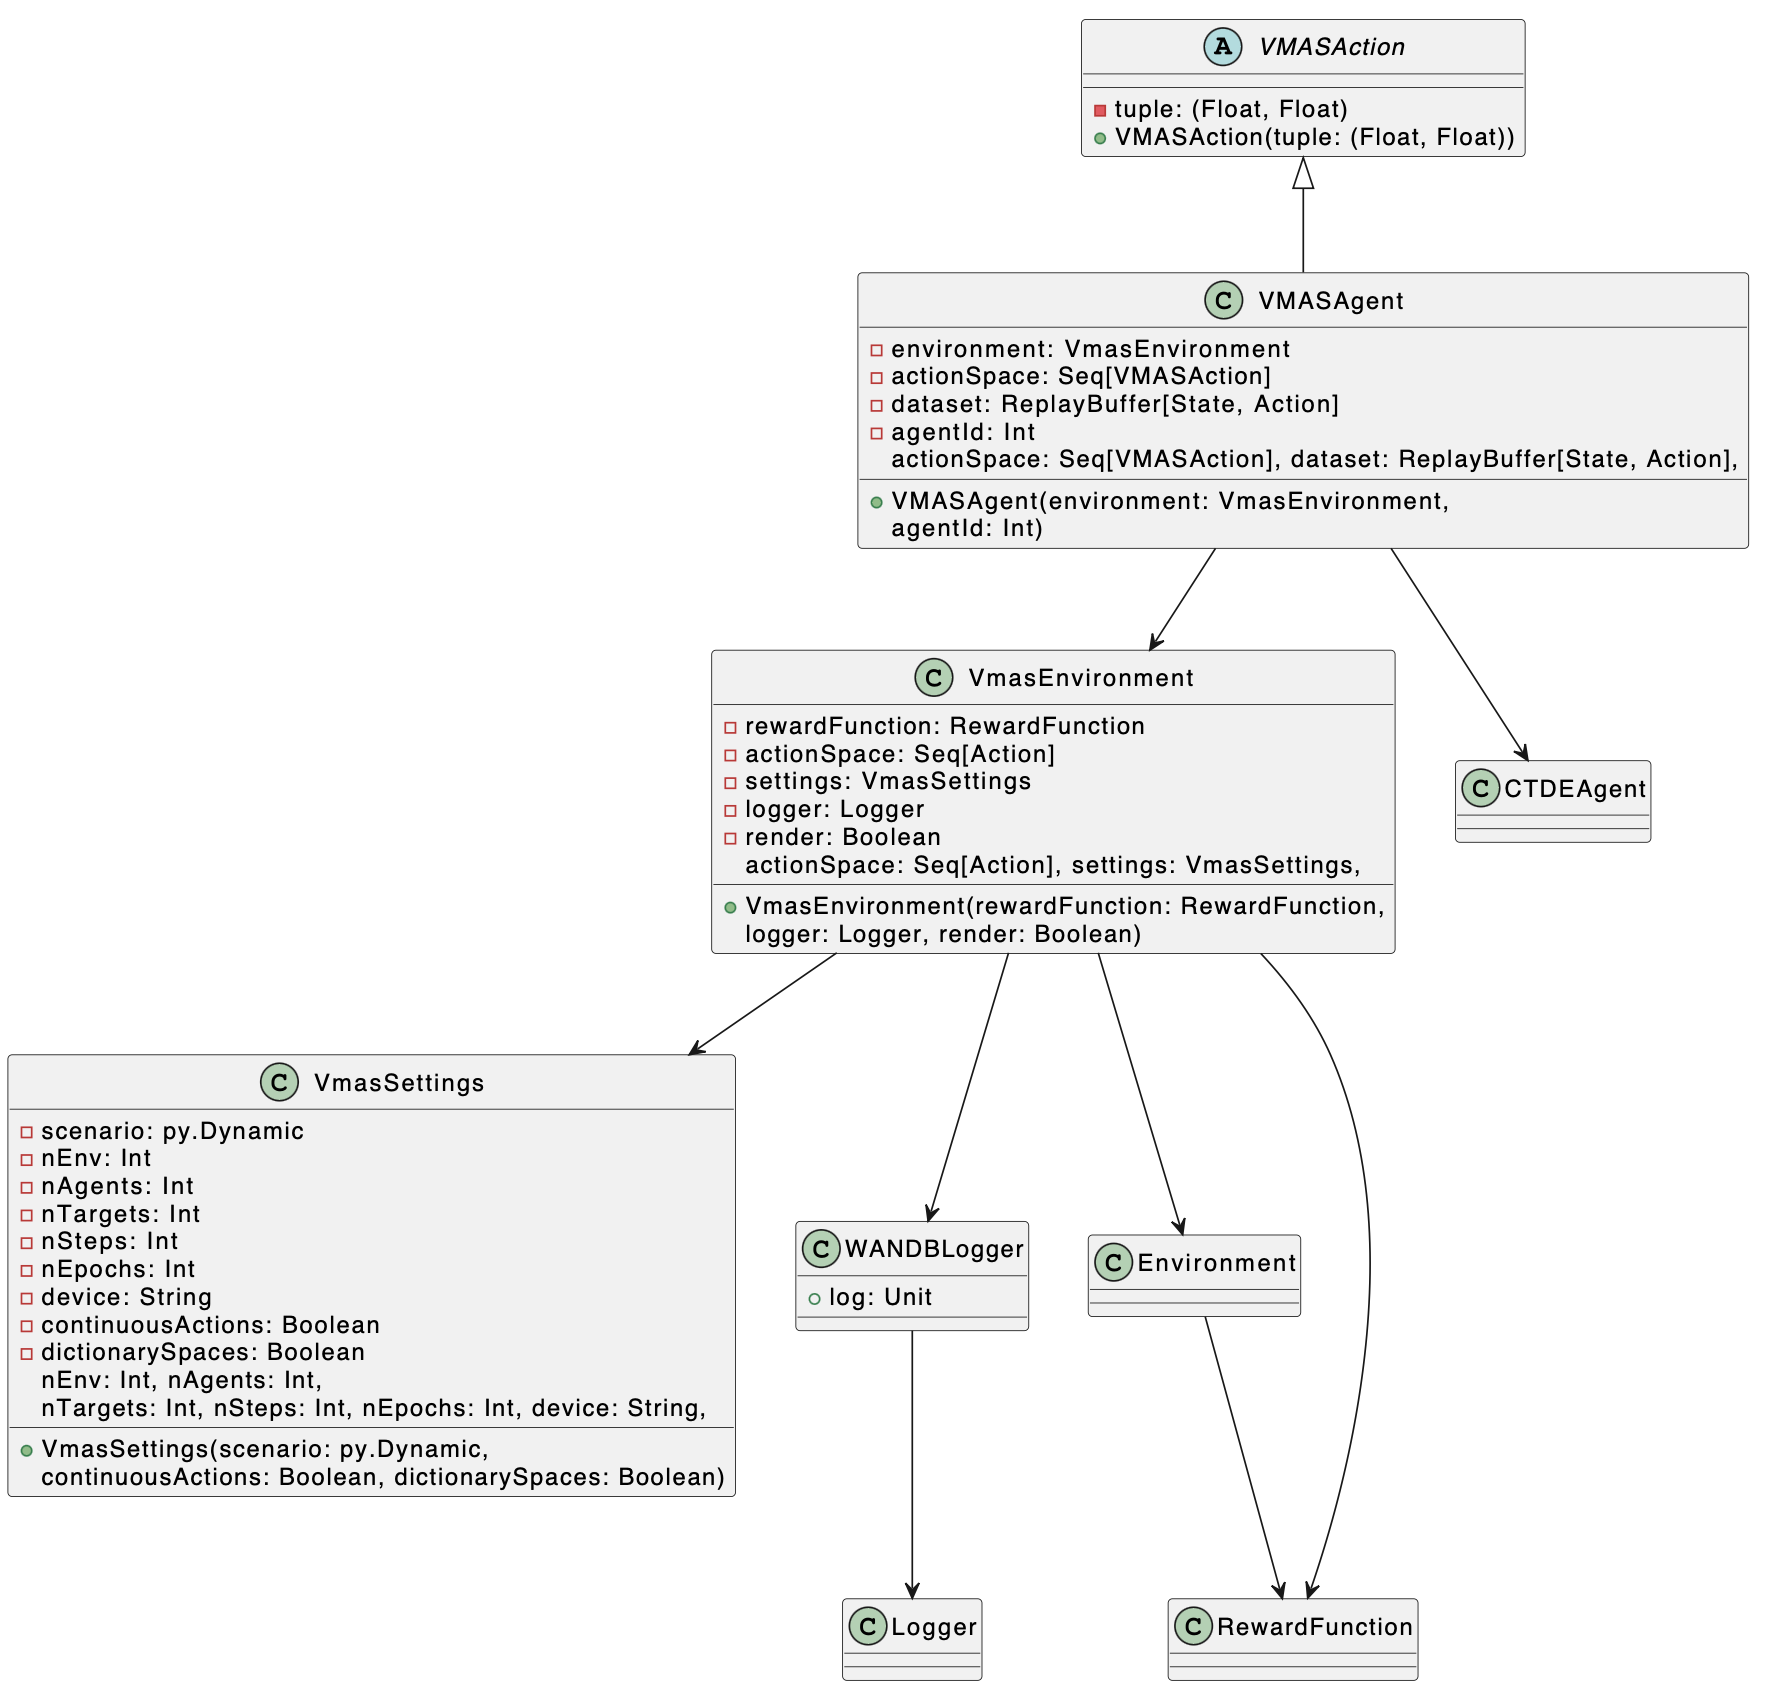 A VMASAction
tuple: (Float, Float)
VMASAction(tuple: (Float, Float))
C VMASAgent
environment: VmasEnvironment
actionSpace: Seq[VMASAction]
dataset: ReplayBuffer[State, Action]
agentId: Int
actionSpace: Seq[VMASAction], dataset: ReplayBuffer[State, Action],
VMASAgent(environment: VmasEnvironment,
agentId: Int)
C VmasEnvironment
rewardFunction: RewardFunction
actionSpace: Seq[Action]
settings: VmasSettings
logger: Logger
render: Boolean
actionSpace: Seq[Action], settings: VmasSettings,
VmasEnvironment(rewardFunction: RewardFunction,
logger: Logger, render: Boolean)
C CTDEAgent
C VmasSettings
scenario: py.Dynamic
nEnv: Int
nAgents: Int
nTargets: Int
nSteps: Int
nEpochs: Int
device: String
continuousActions: Boolean
dictionarySpaces: Boolean
nEnv: Int, nAgents: Int,
nTargets: Int, nSteps: Int, nEpochs: Int, device: String,
VmasSettings(scenario: py.Dynamic,
continuousActions: Boolean, dictionarySpaces: Boolean)
C WANDBLogger
log: Unit
C Environment
C Logger
C RewardFunction